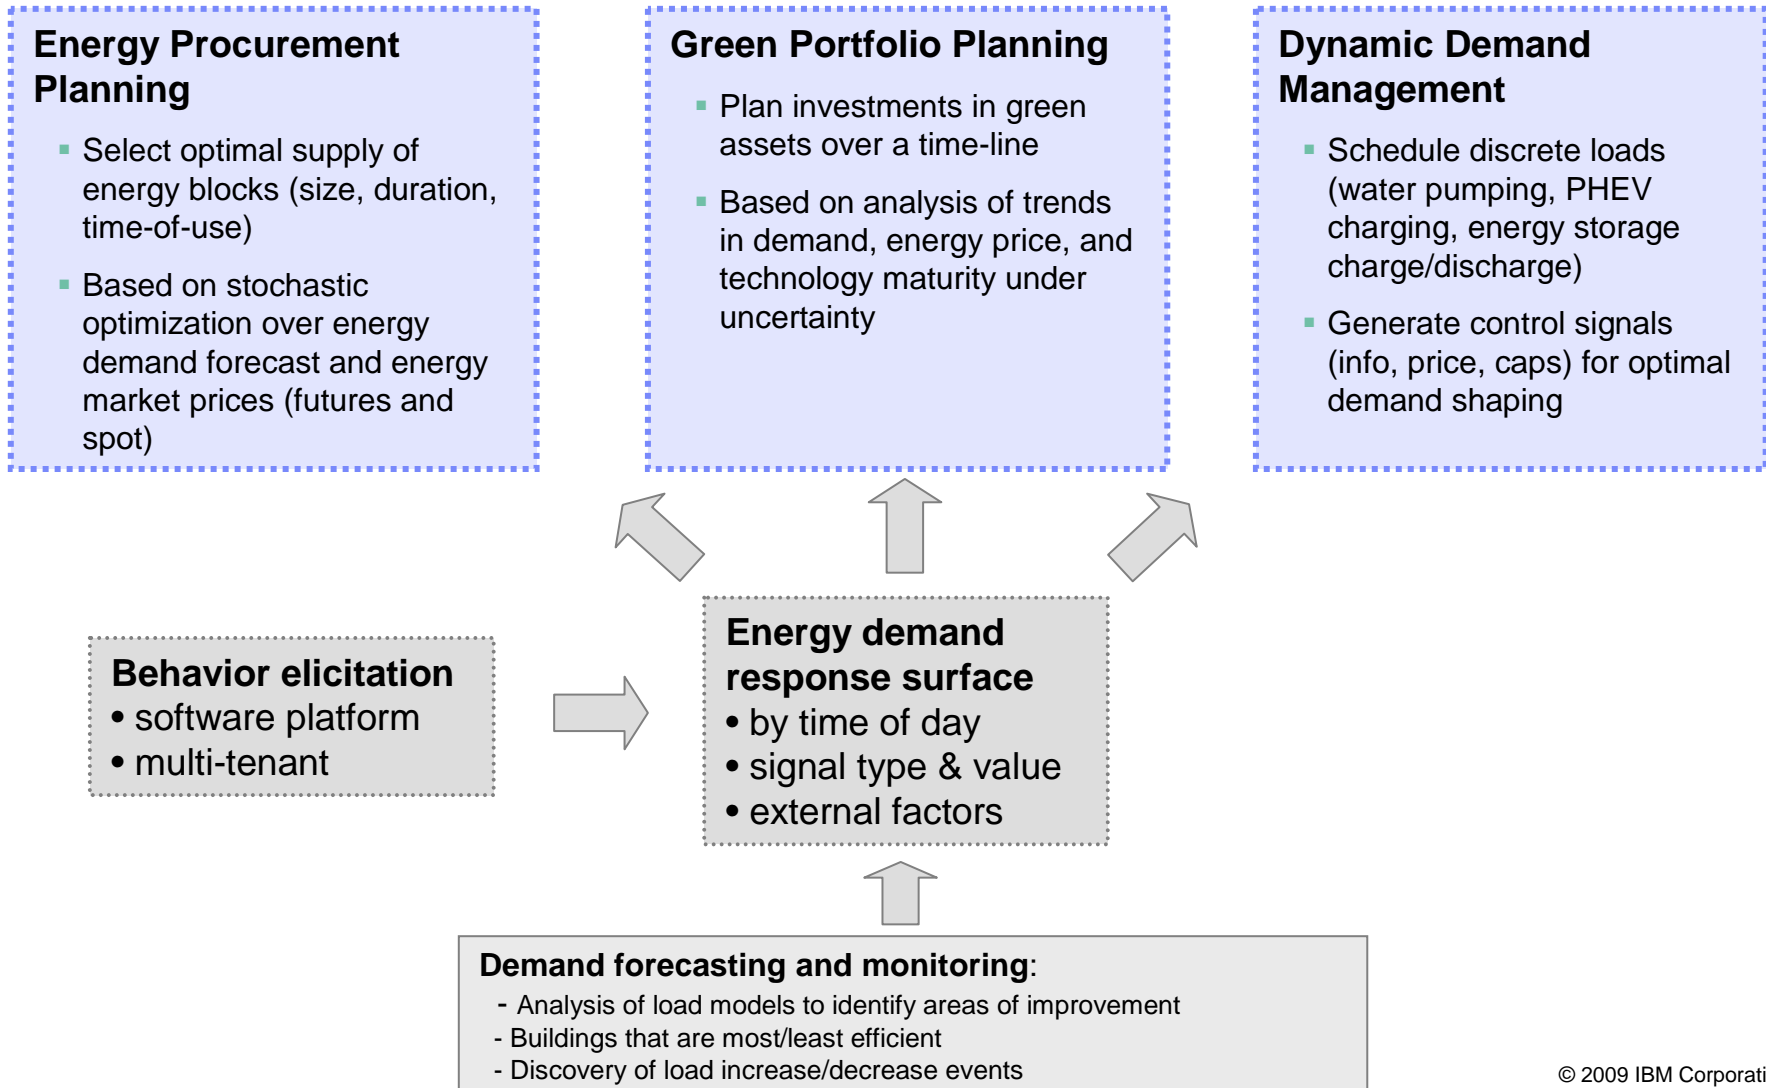 Energy Procurement
Planning
▪ Select optimal supply of
energy blocks (size, duration,
time-of-use)
▪ Based on stochastic
optimization over energy
demand forecast and energy
market prices (futures and
spot)
Green Portfolio Planning
▪ Plan investments in green
assets over a time-line
▪ Based on analysis of trends
in demand, energy price, and
technology maturity under
uncertainty
Dynamic Demand
Management
▪ Schedule discrete loads
(water pumping, PHEV
charging, energy storage
charge/discharge)
▪ Generate control signals
(info, price, caps) for optimal
demand shaping
Behavior elicitation
• software platform
• multi-tenant
Energy demand
response surface
• by time of day
• signal type & value
• external factors
Demand forecasting and monitoring:
- Analysis of load models to identify areas of improvement
- Buildings that are most/least efficient
- Discovery of load increase/decrease events
© 2009 IBM Corporati